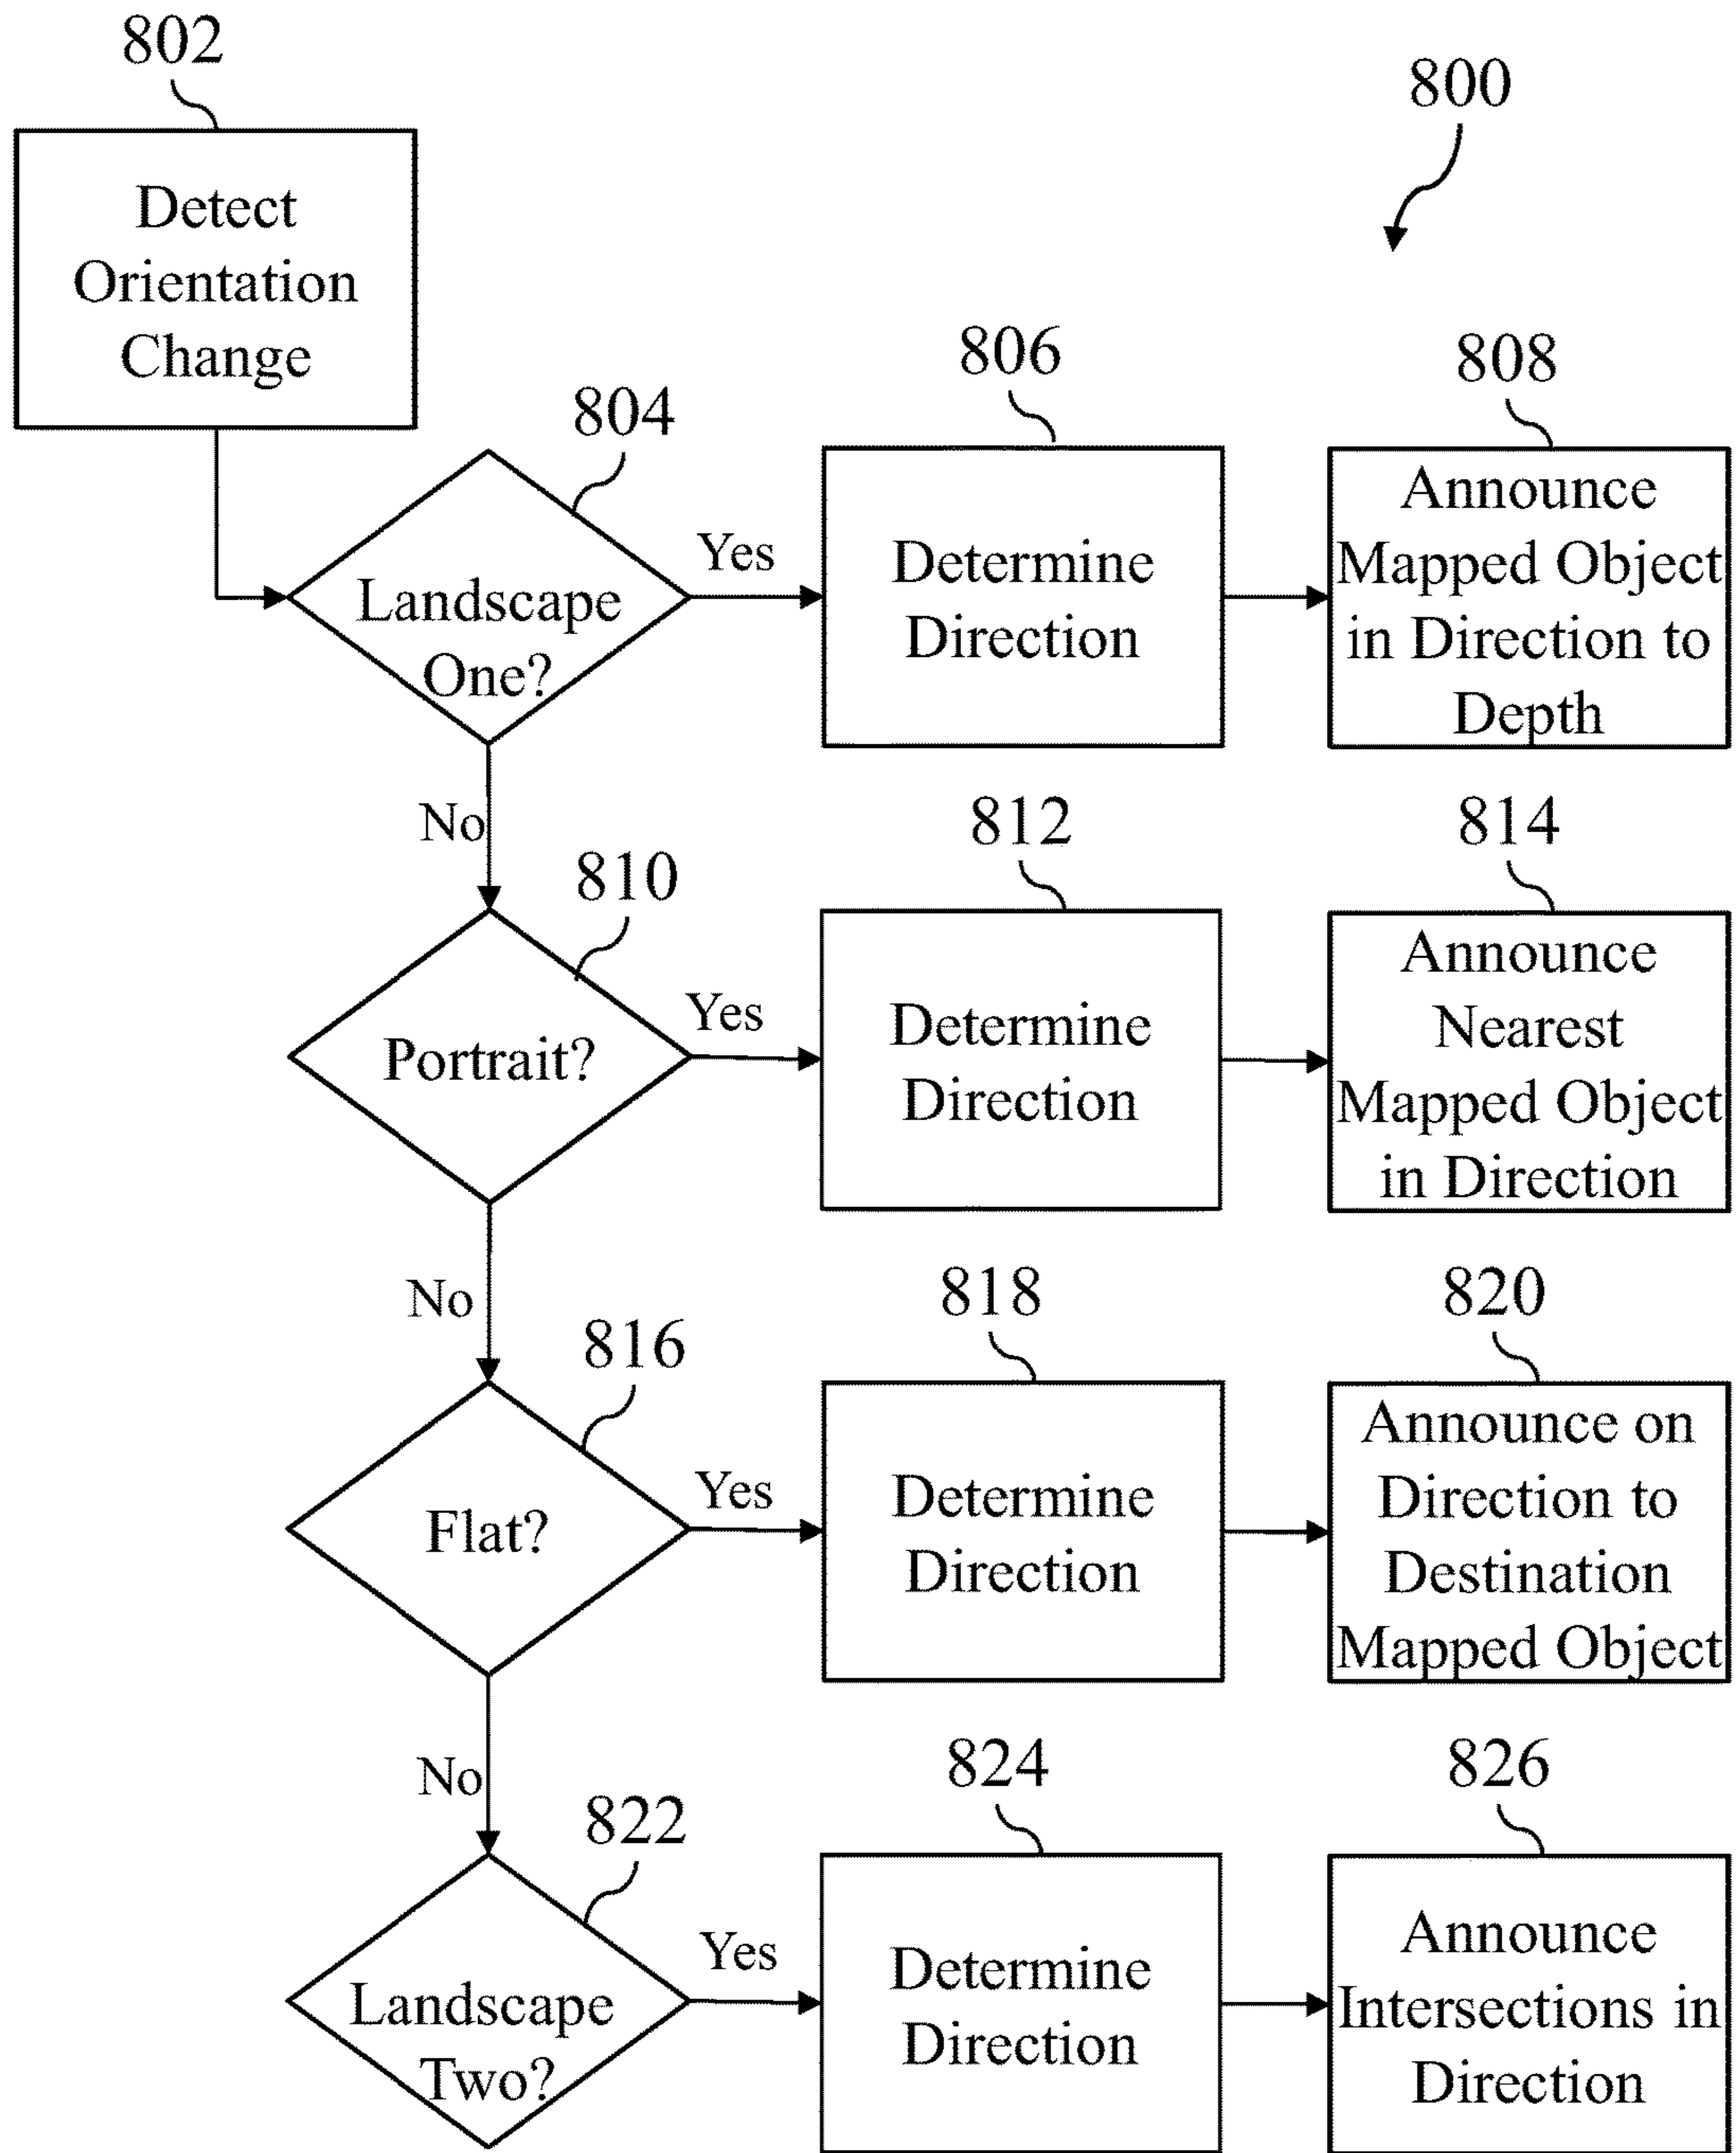 802
800
Detect
Orientation
Change
804
806
808
Landscape
One?
Yes
Determine
Direction
Announce
Mapped Object
in Direction to
Depth
No
810
812
814
Portrait?
Yes
Determine
Direction
Announce
Nearest
Mapped Object
in Direction
No
816
818
820
Flat?
Yes
Determine
Direction
Announce on
Direction to
Destination
Mapped Object
No
822
824
826
Landscape
Two?
Yes
Determine
Direction
Announce
Intersections in
Direction